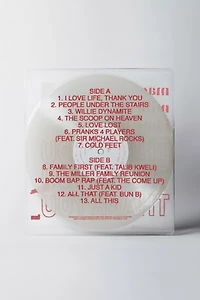 SIDE A
1. I LOVE LIFE, THANK YOU
2. PEOPLE UNDER THE STAIRS
3. WILLIE DYNAMITE
4. THE SCOOP ON HEAVEN
5. LOVE LOST
6. PRANKS 4 PLAYERS
(FEAT. SIR MICHAEL ROCKS)
7. COLD FEET
SIDE B
8. FAMILY FIRST (FEAT. TALIB KWELI)
9. THE MILLER FAMILY REUNION
10. BOOM BAP RAP (FEAT. THE COME UP)
11. JUST A KID
12. ALL THAT (FEAT. BUN B)
13. ALL THIS